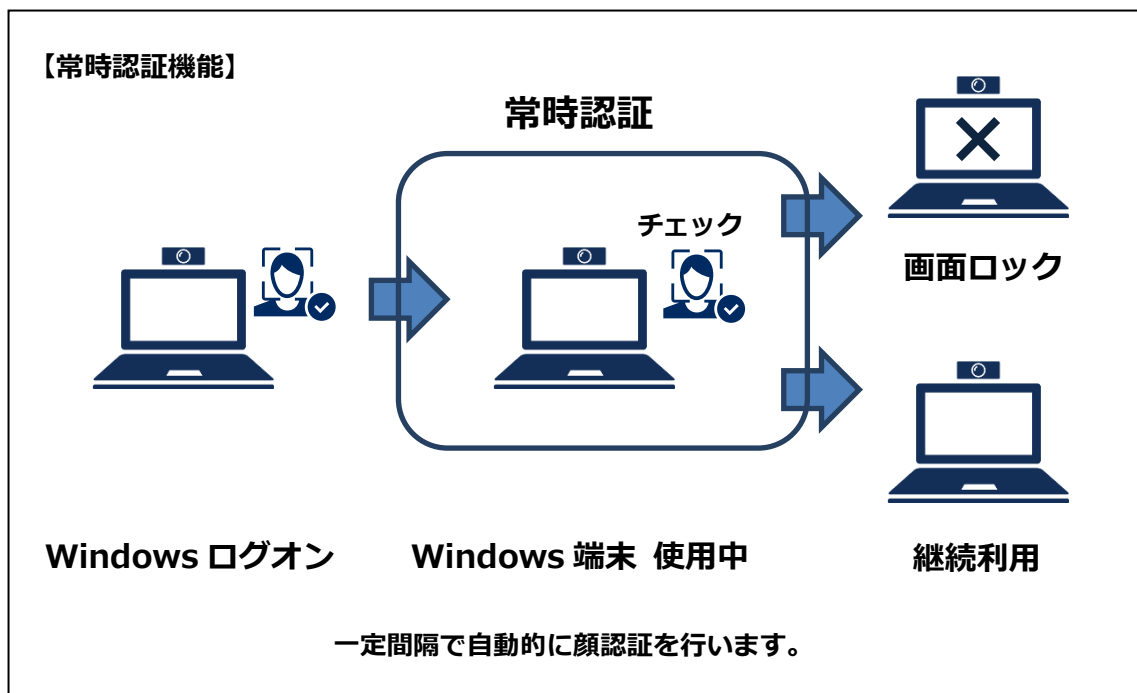 【常時認証機能】
常時認証
チェック
画面ロック
Windows ログオン
Windows 端末 使用中
継続利用
一定間隔で自動的に顔認証を行います。